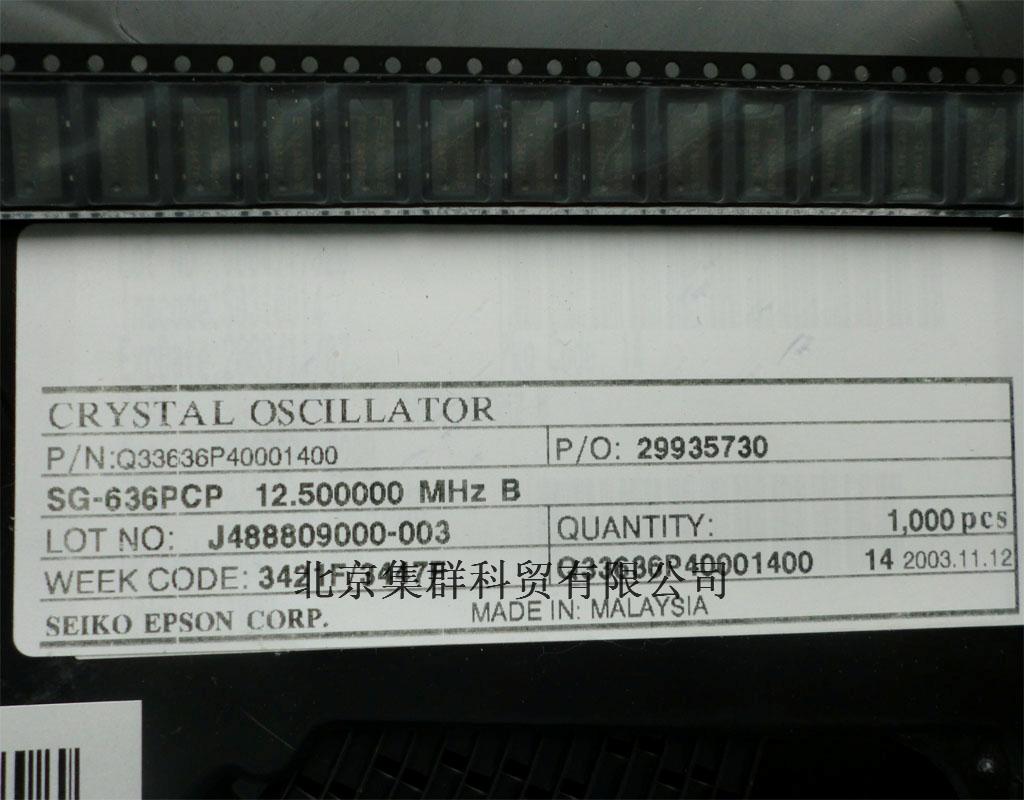 CRYSTAL OSCILLATOR
P/N:Q33636P40001400
P/O: 29935730
SG-636PCP 12.500000 MHz B
LOT NO: J488809000-003
QUANTITY: 1,000 pcs
WEEK CODE:
Q33636P40001400 14 2003.11.12
北京集群科贸有限公司
SEIKO EPSON CORP. MADE IN: MALAYSIA